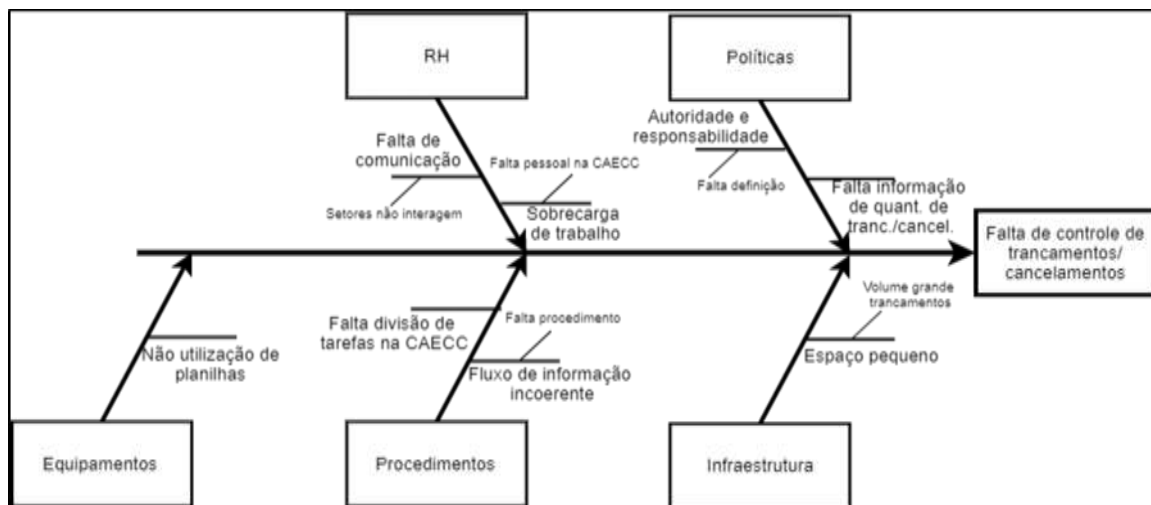 RH
Políticas
Falta de
comunicação
Setores não interagem
Falta pessoal na CAECC
Sobrecarga
de trabalho
Autoridade e
responsabilidade
Falta definição
Falta informação
de quant. de
tranc./cancel.
Falta de controle de
trancamentos/
cancelamentos
Não utilização de
planilhas
Falta divisão de
tarefas na CAECC
Falta procedimento
Fluxo de informação
incoerente
Volume grande
trancamentos
Espaço pequeno
Equipamentos
Procedimentos
Infraestrutura